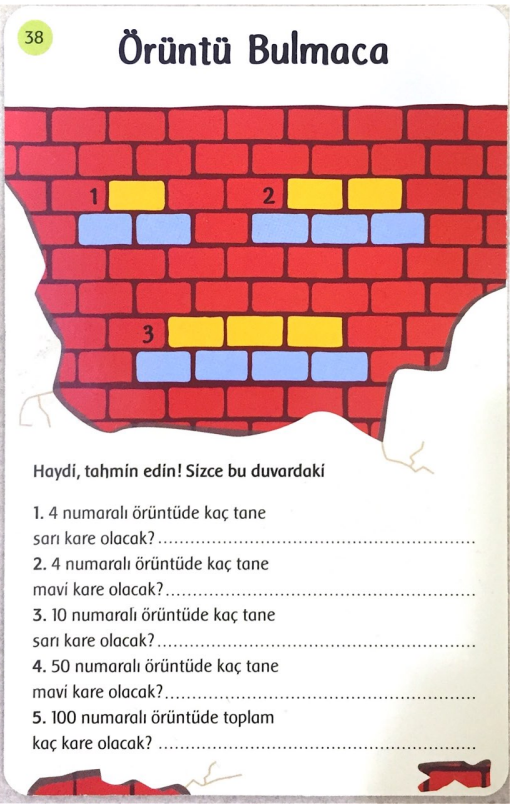 38
Örüntü Bulmaca
1
2
3
Haydi, tahmin edin! Sizce bu duvardaki
1. 4 numaralı örüntüde kaç tane
sarı kare olacak?
2. 4 numaralı örüntüde kaç tane
mavi kare olacak?
3. 10 numaralı örüntüde kaç tane
sarı kare olacak?
4. 50 numaralı örüntüde kaç tane
mavi kare olacak?
5. 100 numaralı örüntüde toplam
kaç kare olacak?